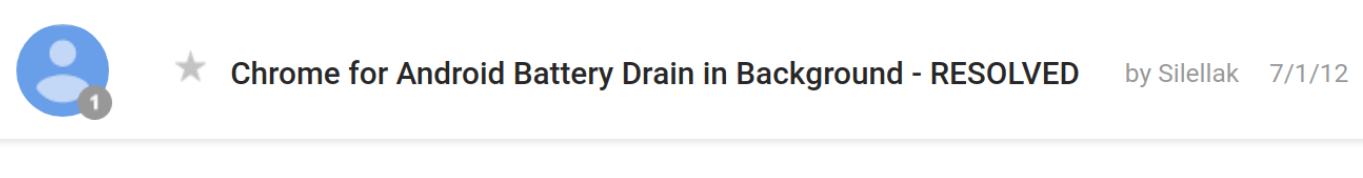 Chrome for Android Battery Drain in Background - RESOLVED by Silellak 7/1/12
1